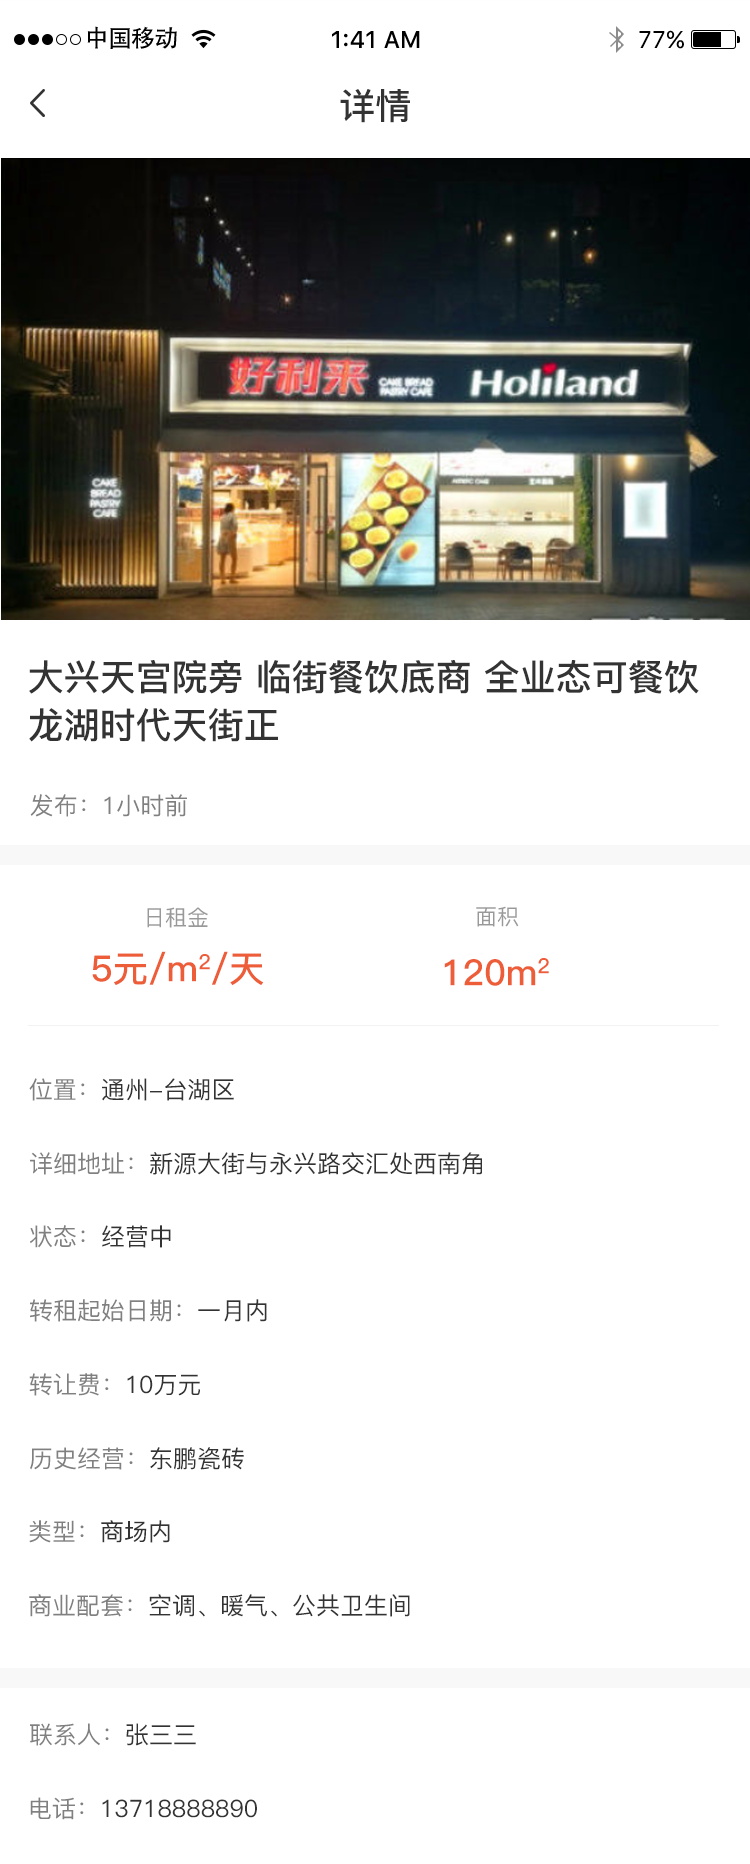 中国移动 1:41 AM 77%
详情
好利来 CAKE BREAD Holiland
PASTRY CAFE
CAKE
BREAD
PASTRY
CAFE
大兴天宫院旁 临街餐饮底商 全业态可餐饮
龙湖时代天街正
发布：1小时前
日租金 面积
5元/m²/天 120m²
位置：通州-台湖区
详细地址：新源大街与永兴路交汇处西南角
状态：经营中
转租起始日期：一月内
转让费：10万元
历史经营：东鹏瓷砖
类型：商场内
商业配套：空调、暖气、公共卫生间
联系人：张三三
电话：13718888890